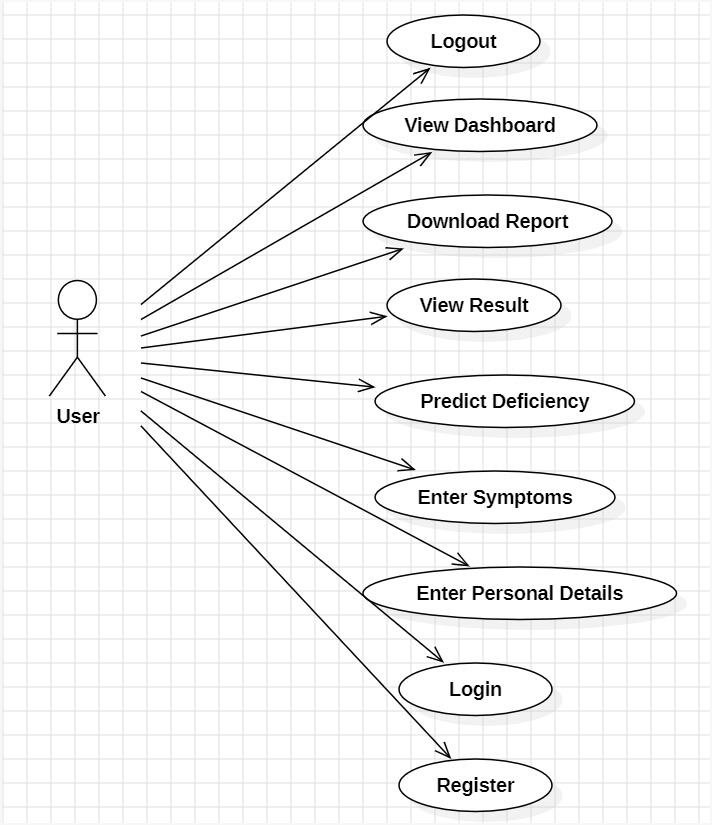 Logout
View Dashboard
Download Report
View Result
User
Predict Deficiency
Enter Symptoms
Enter Personal Details
Login
Register